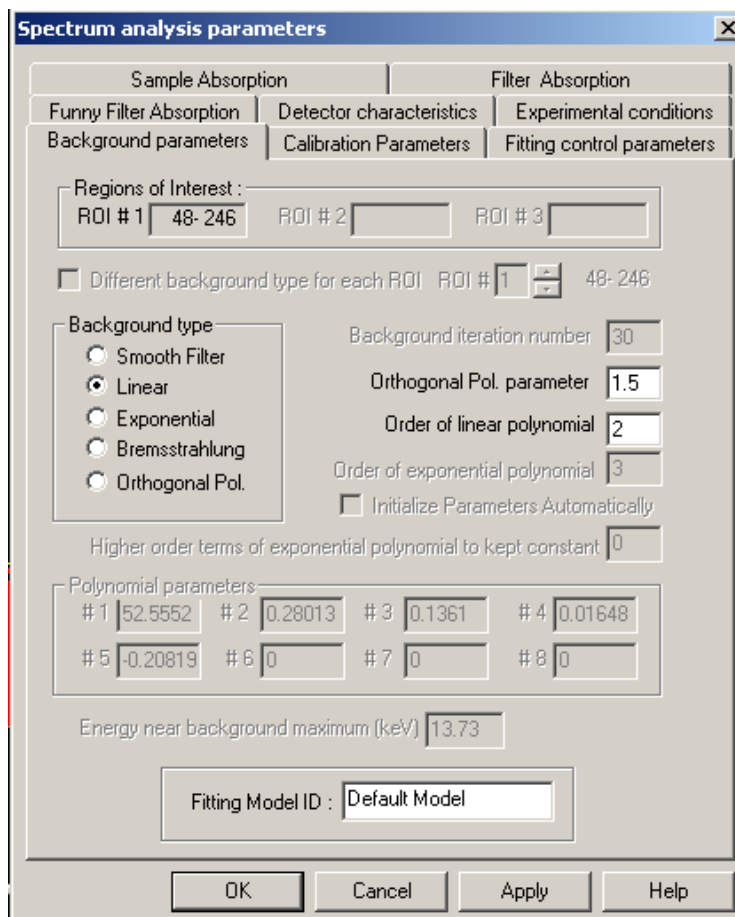 Spectrum analysis parameters
Sample Absorption Filter Absorption
Funny Filter Absorption Detector characteristics Experimental conditions
Background parameters Calibration Parameters Fitting control parameters
Regions of Interest :
ROI # 1 48- 246 ROI # 2 ROI # 3
Different background type for each ROI ROI # 1 48- 246
Background type
Smooth Filter
Linear
Exponential
Bremsstrahlung
Orthogonal Pol.
Background iteration number 30
Orthogonal Pol. parameter 1.5
Order of linear polynomial 2
Order of exponential polynomial 3
Initialize Parameters Automatically
Higher order terms of exponential polynomial to kept constant 0
Polynomial parameters
# 1 52.5552 # 2 0.28013 # 3 0.1361 # 4 0.01648
# 5 -0.20819 # 6 0 # 7 0 # 8 0
Energy near background maximum (keV) 13.73
Fitting Model ID : Default Model
OK Cancel Apply Help